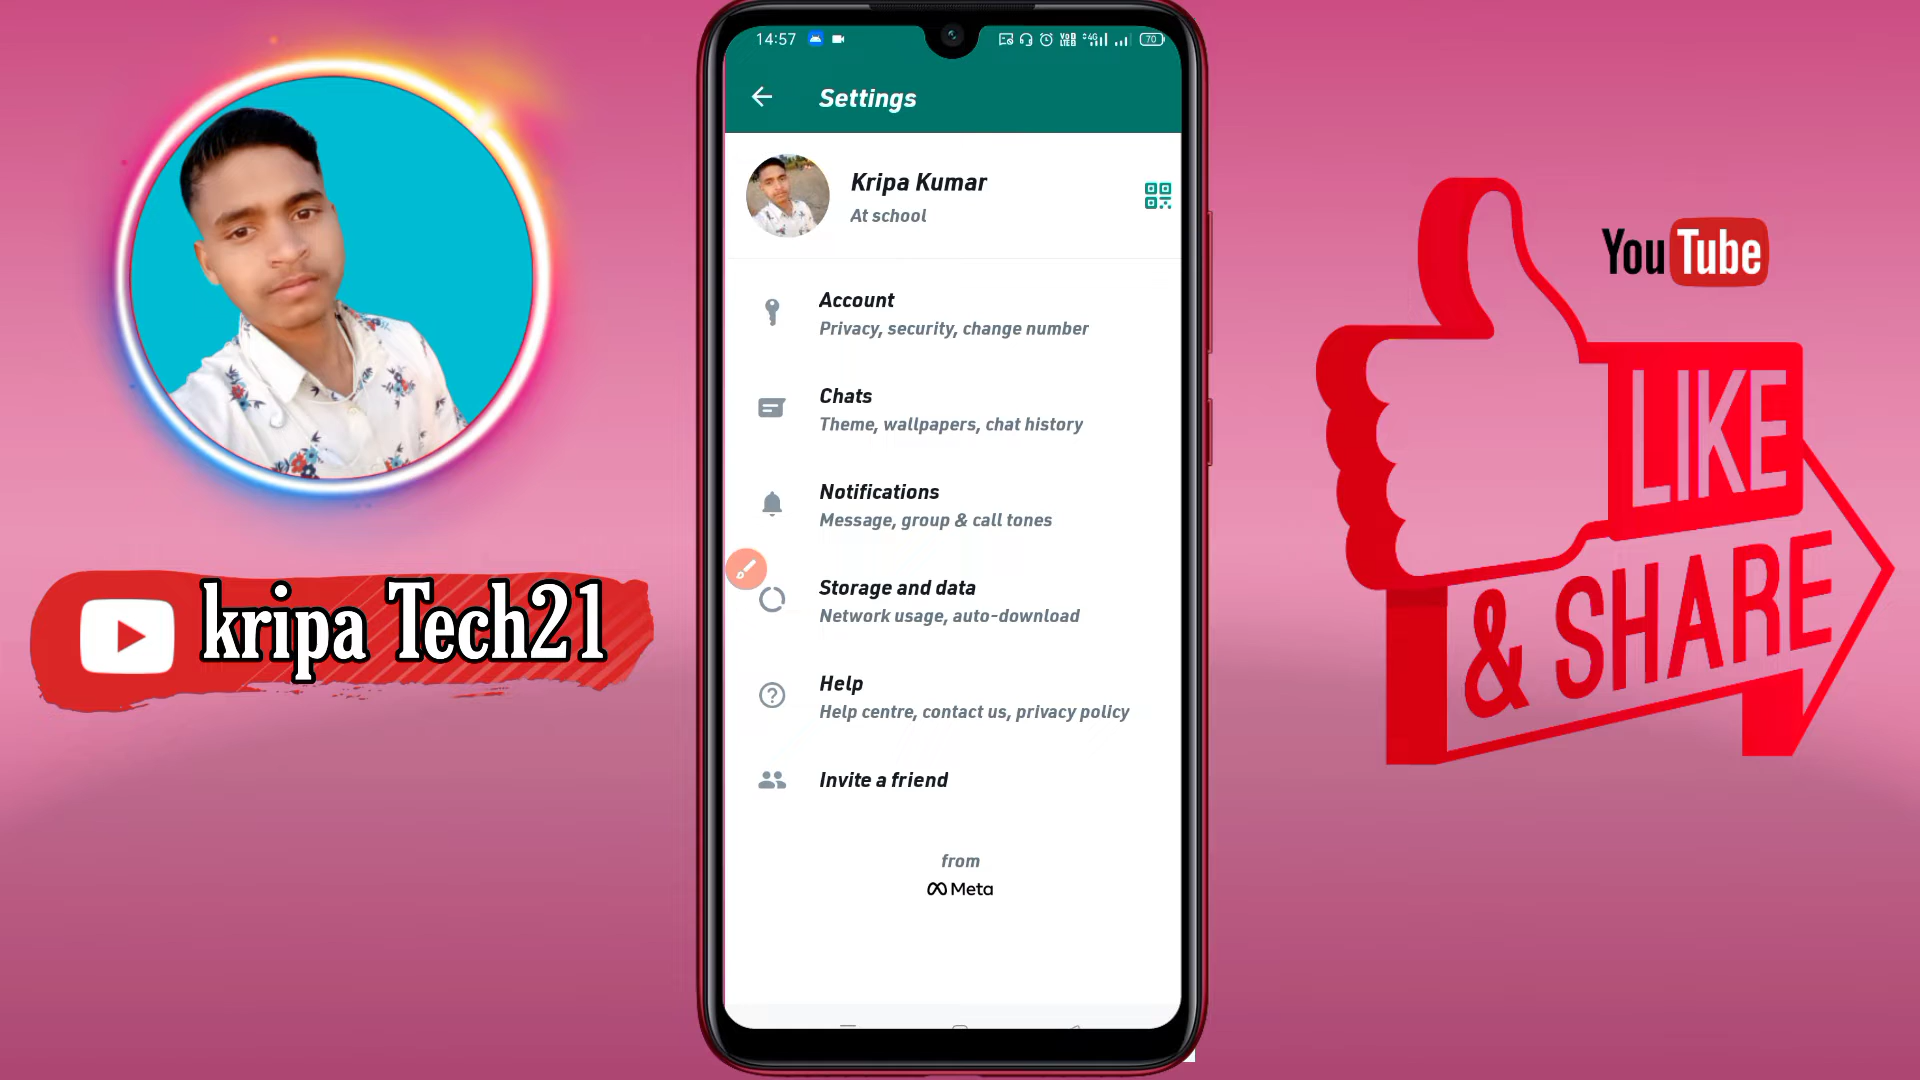 14:57
70
Settings
Kripa Kumar
At school
Account
Privacy, security, change number
Chats
Theme, wallpapers, chat history
Notifications
Message, group & call tones
Storage and data
Network usage, auto-download
Help
Help centre, contact us, privacy policy
Invite a friend
from
Meta
kripa Tech21
YouTube
LIKE
& SHARE